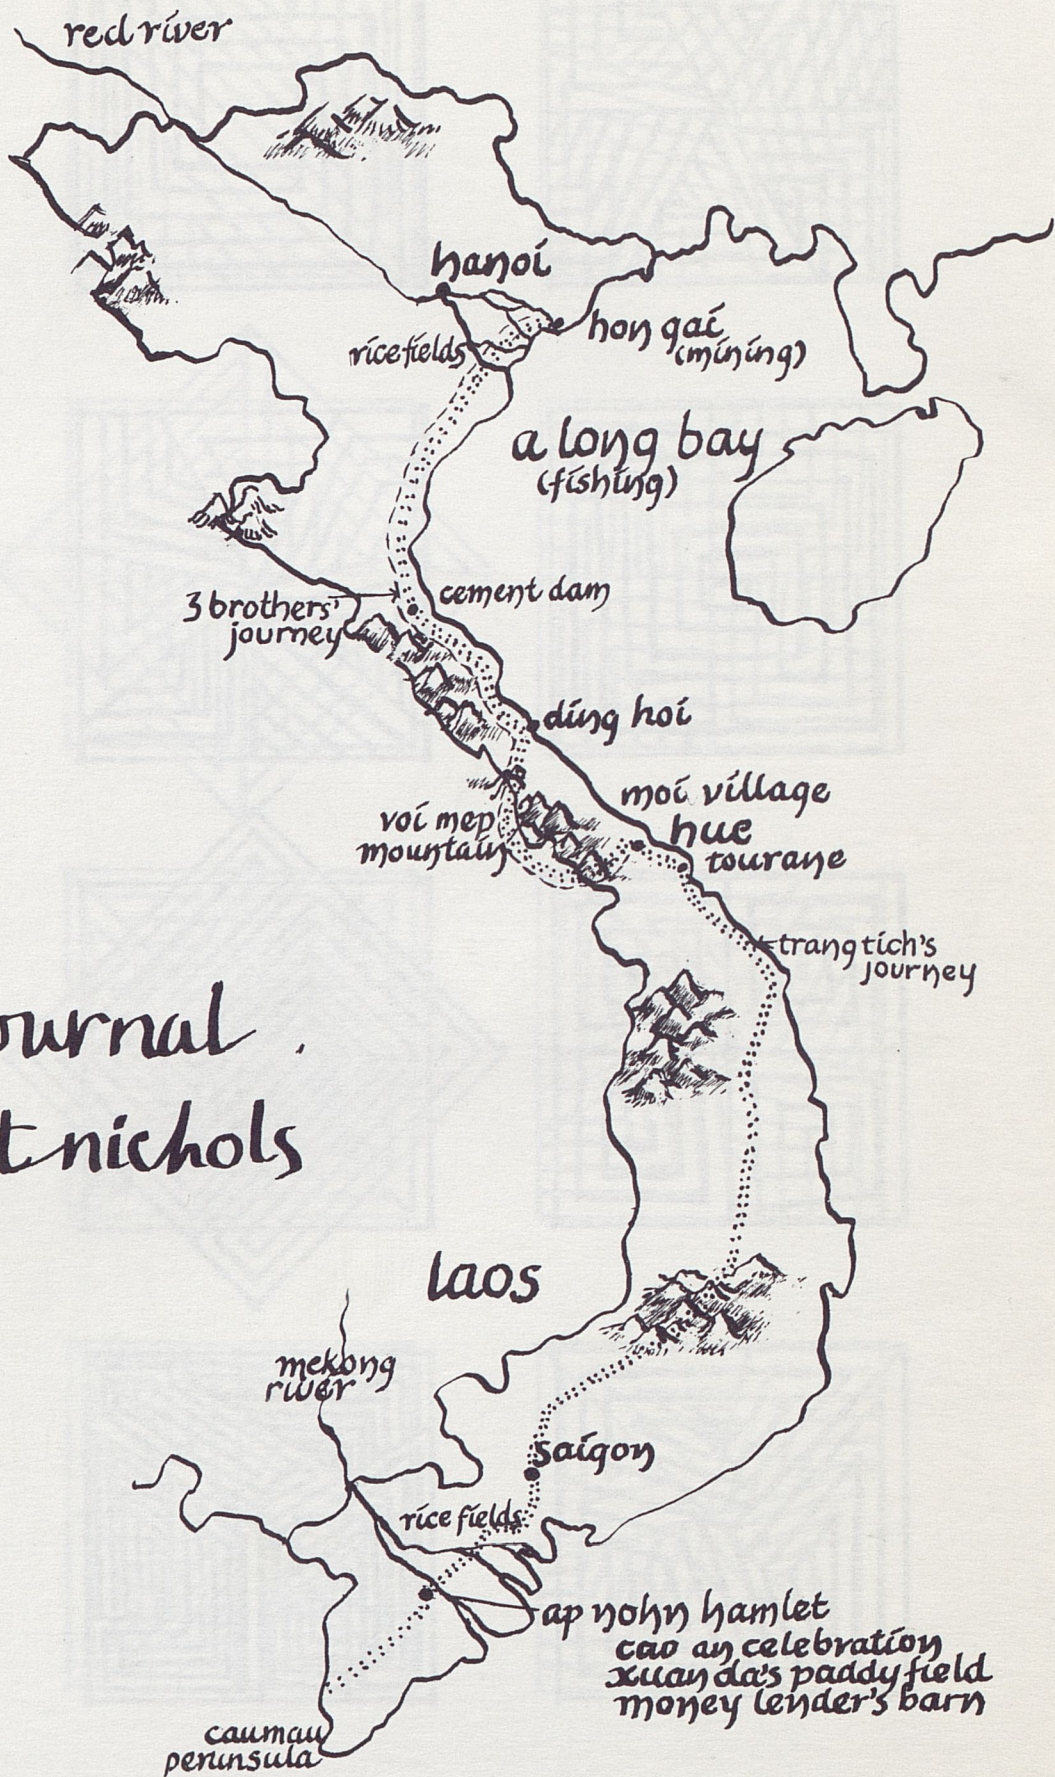 red river
hanoi
hon gai
(mining)
rice fields
a long bay
(fishing)
cement dam
3 brothers'
journey
ding hoi
moi village
voi mep
mountain
hue
tourane
trang tich's
journey
ournal
t nichols
laos
mekong
river
saigon
rice fields
ap nohn hamlet
cao an celebration
xuan da's paddy field
money lender's barn
caumau
peninsula